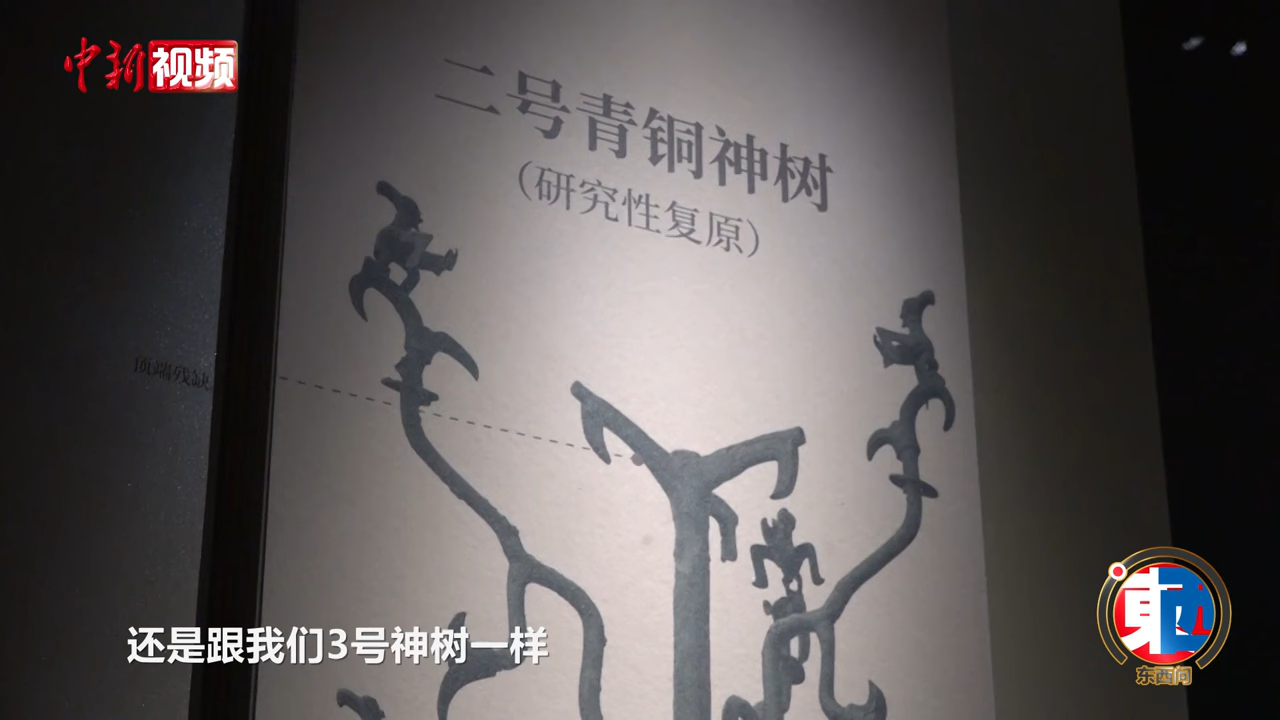 中新视频
二号青铜神树
（研究性复原）
顶端残缺
还是跟我们3号神树一样
东西问